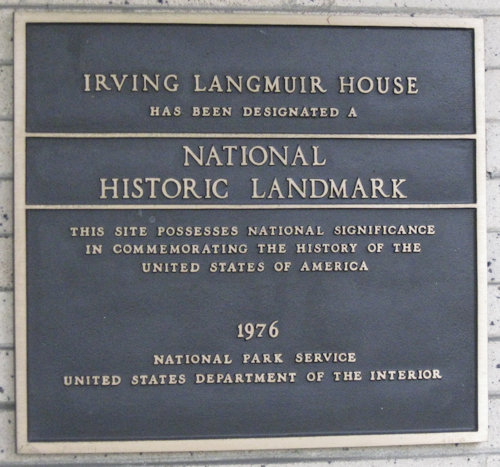 IRVING LANGMUIR HOUSE
HAS BEEN DESIGNATED A
NATIONAL
HISTORIC LANDMARK
THIS SITE POSSESSES NATIONAL SIGNIFICANCE
IN COMMEMORATING THE HISTORY OF THE
UNITED STATES OF AMERICA
1976
NATIONAL PARK SERVICE
UNITED STATES DEPARTMENT OF THE INTERIOR